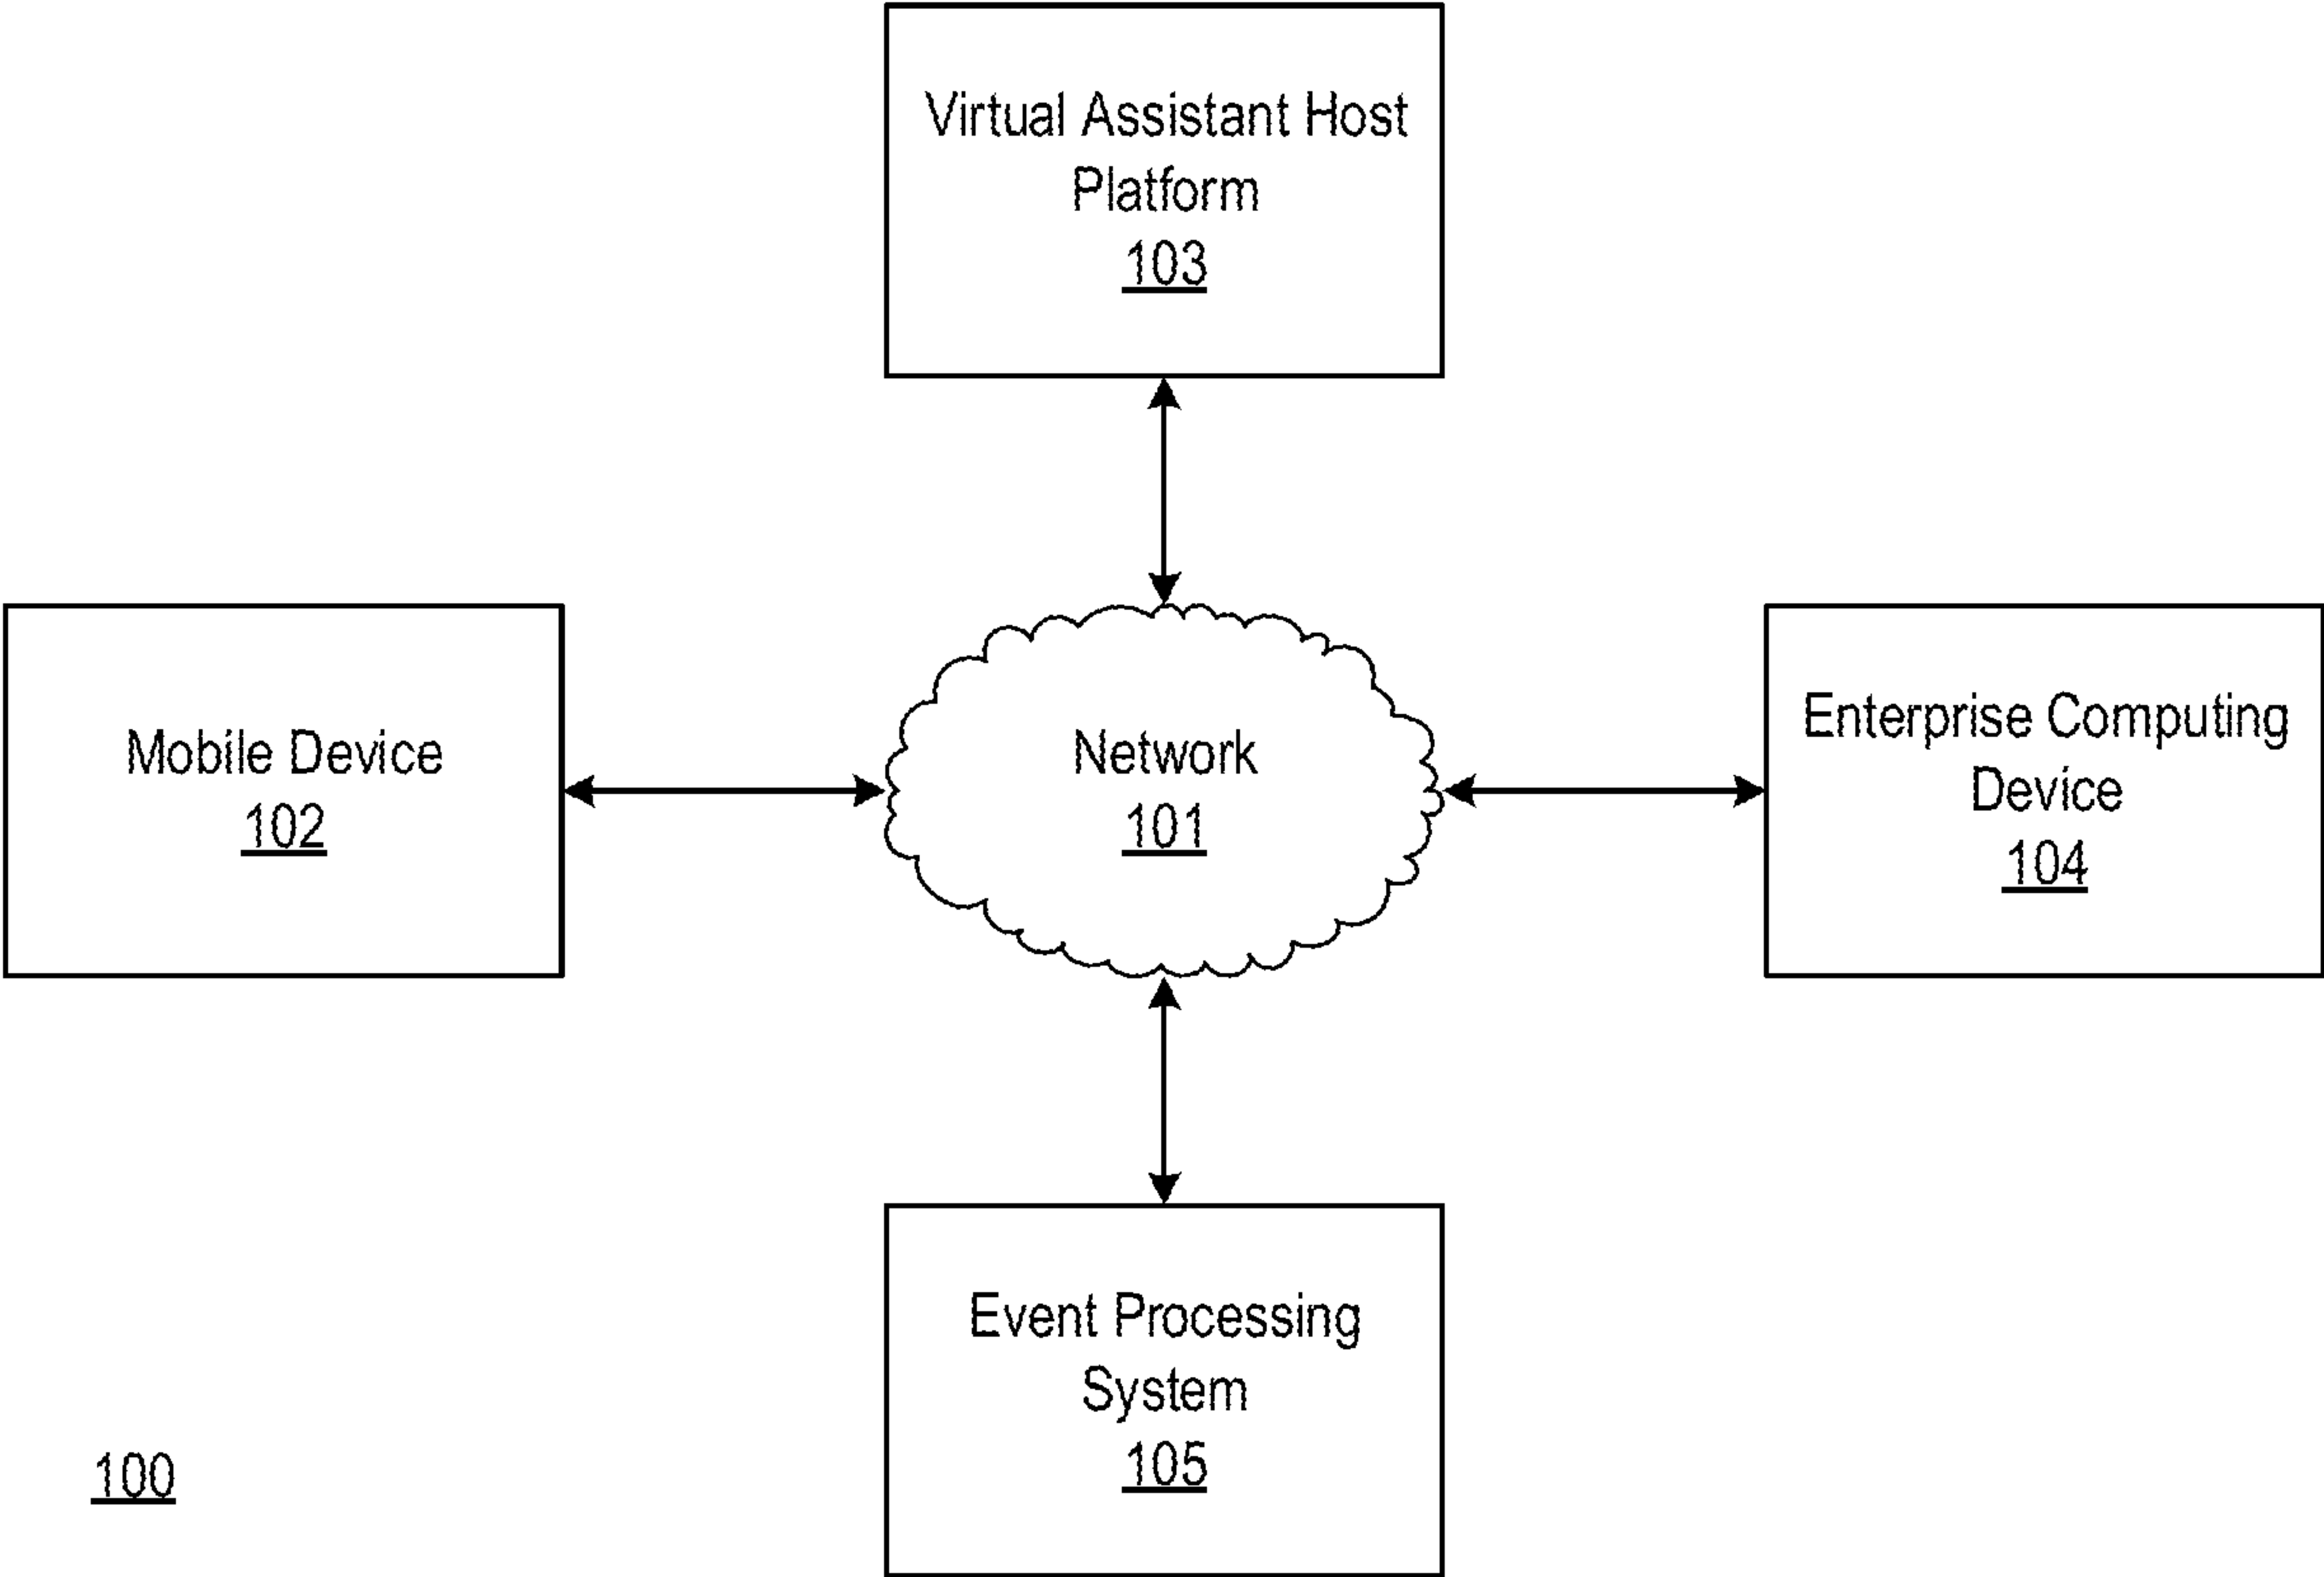 Virtual Assistant Host
Platform
103
Mobile Device
102
Network
101
Enterprise Computing
Device
104
Event Processing
System
105
100